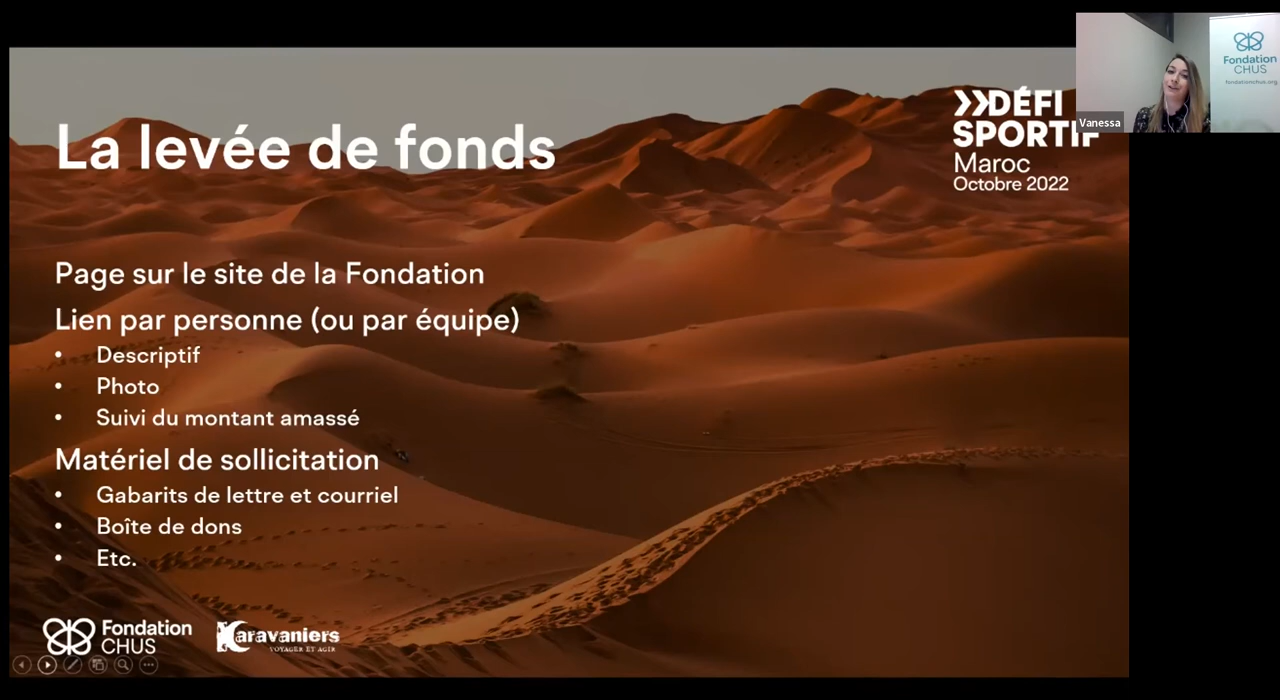 La levée de fonds
DÉFI
SPORTIF
Maroc
Octobre 2022
Fondation
CHUS
fondationchus.org
Vanessa
Page sur le site de la Fondation
Lien par personne (ou par équipe)
• Descriptif
• Photo
• Suivi du montant amassé
Matériel de sollicitation
• Gabarits de lettre et courriel
• Boîte de dons
• Etc.
Fondation
CHUS
Karavaniers
VOYAGER ET AGIR